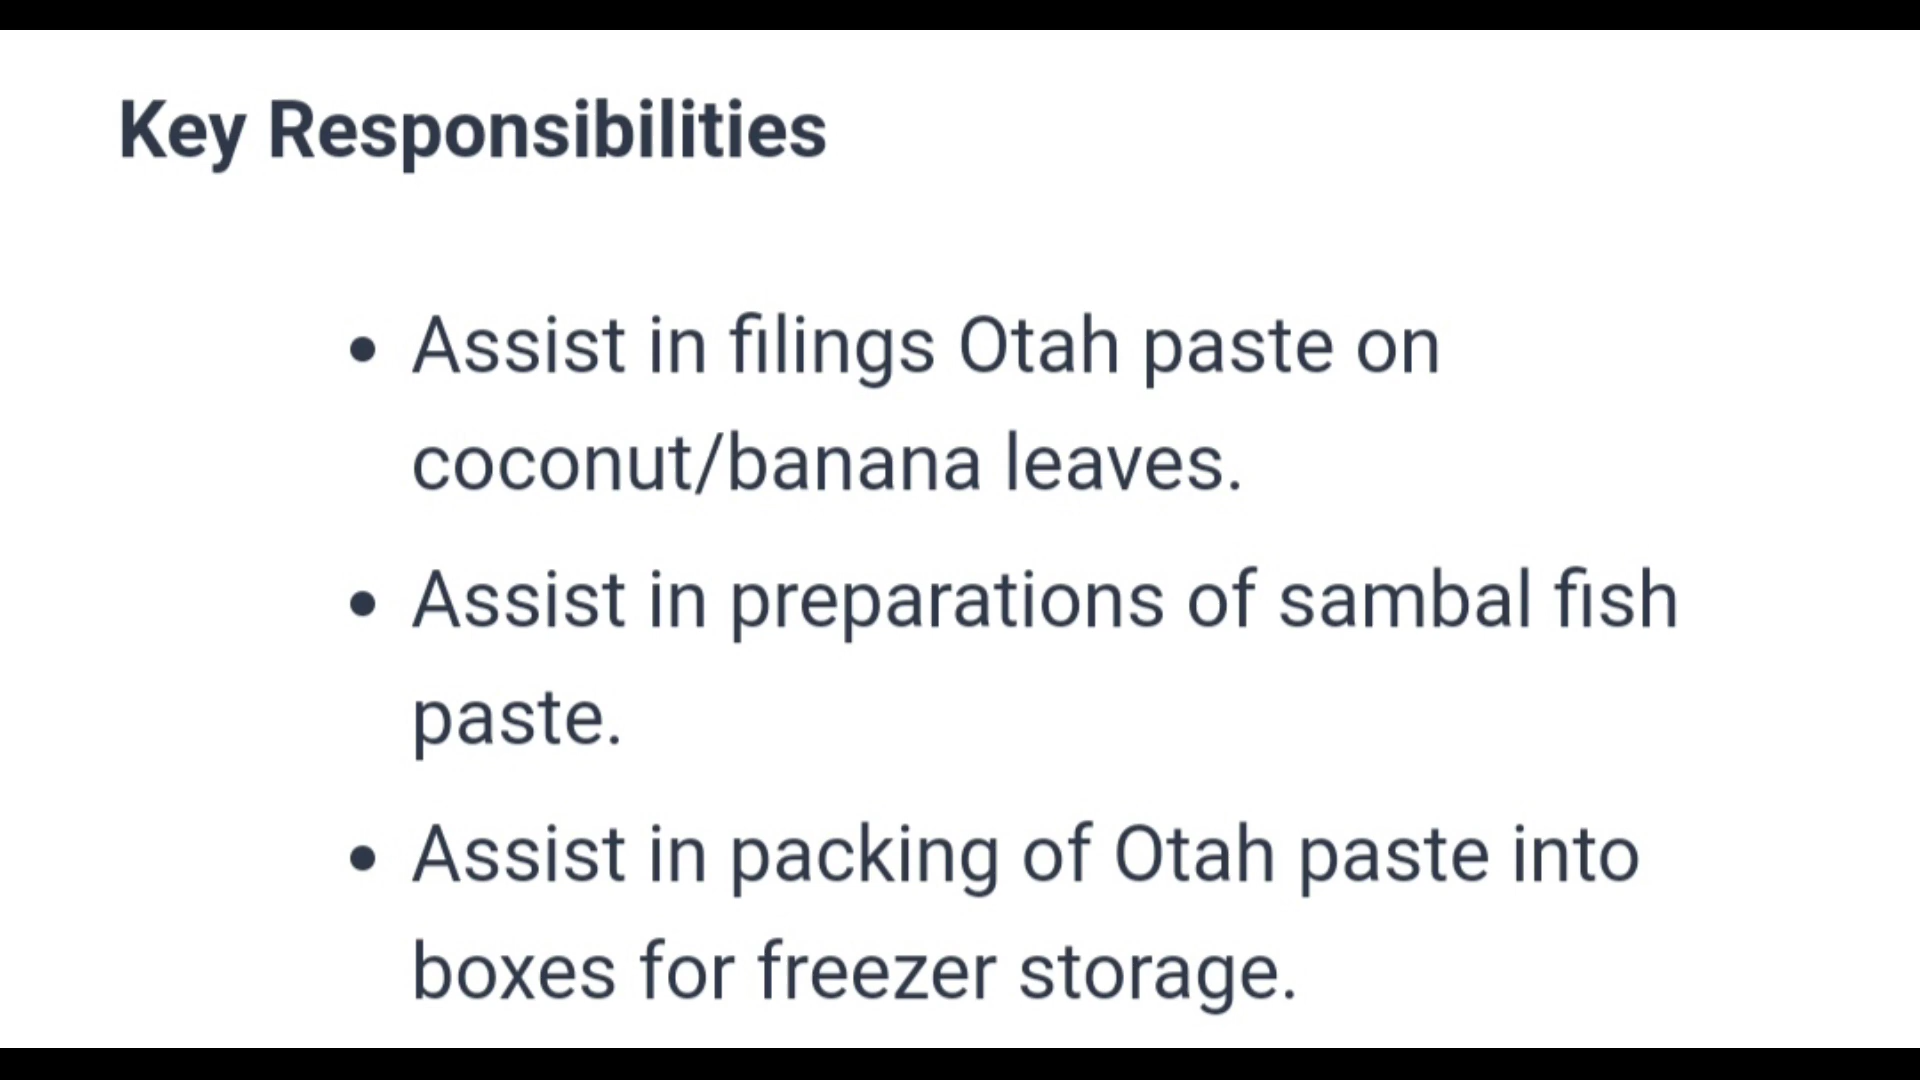 Key Responsibilities
• Assist in filings Otah paste on
coconut/banana leaves.
• Assist in preparations of sambal fish
paste.
• Assist in packing of Otah paste into
boxes for freezer storage.